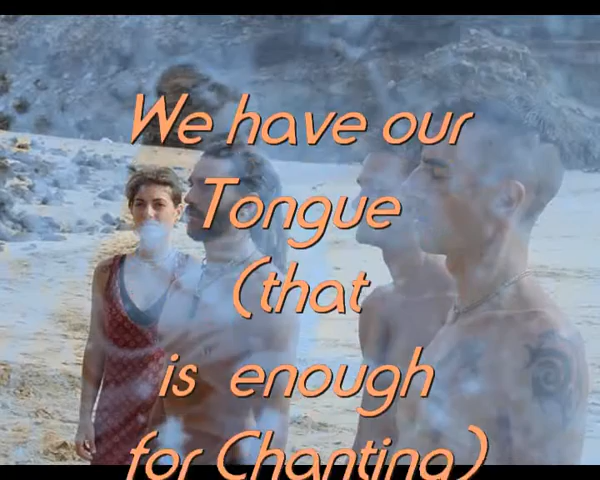 We have our
Tongue
(that
is enough
for Chanting)